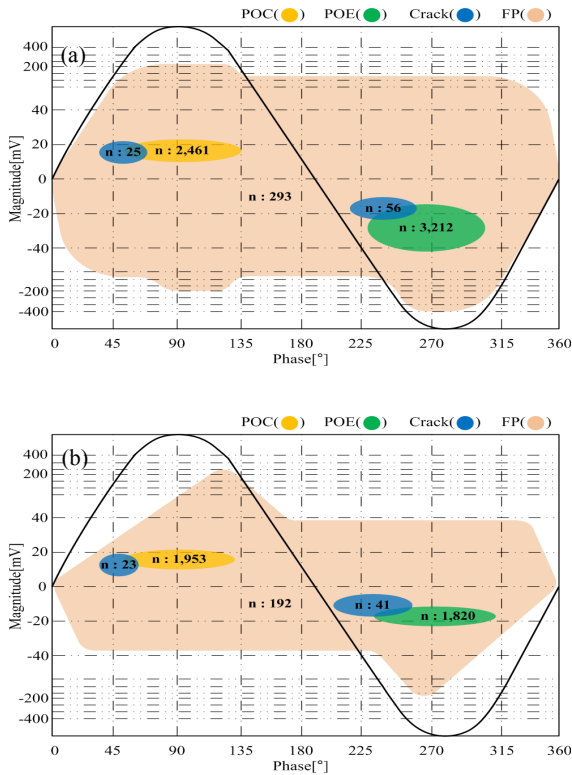 POC( ) POE( ) Crack( ) FP( )
(a)
400
200
40
20
0
-20
-40
-200
-400
Magnitude[mV]
n : 25
n : 2,461
n : 293
n : 56
n : 3,212
0 45 90 135 180 225 270 315 360
Phase[°]
POC( ) POE( ) Crack( ) FP( )
(b)
400
200
40
20
0
-20
-40
-200
-400
Magnitude[mV]
n : 23
n : 1,953
n : 192
n : 41
n : 1,820
0 45 90 135 180 225 270 315 360
Phase[°]